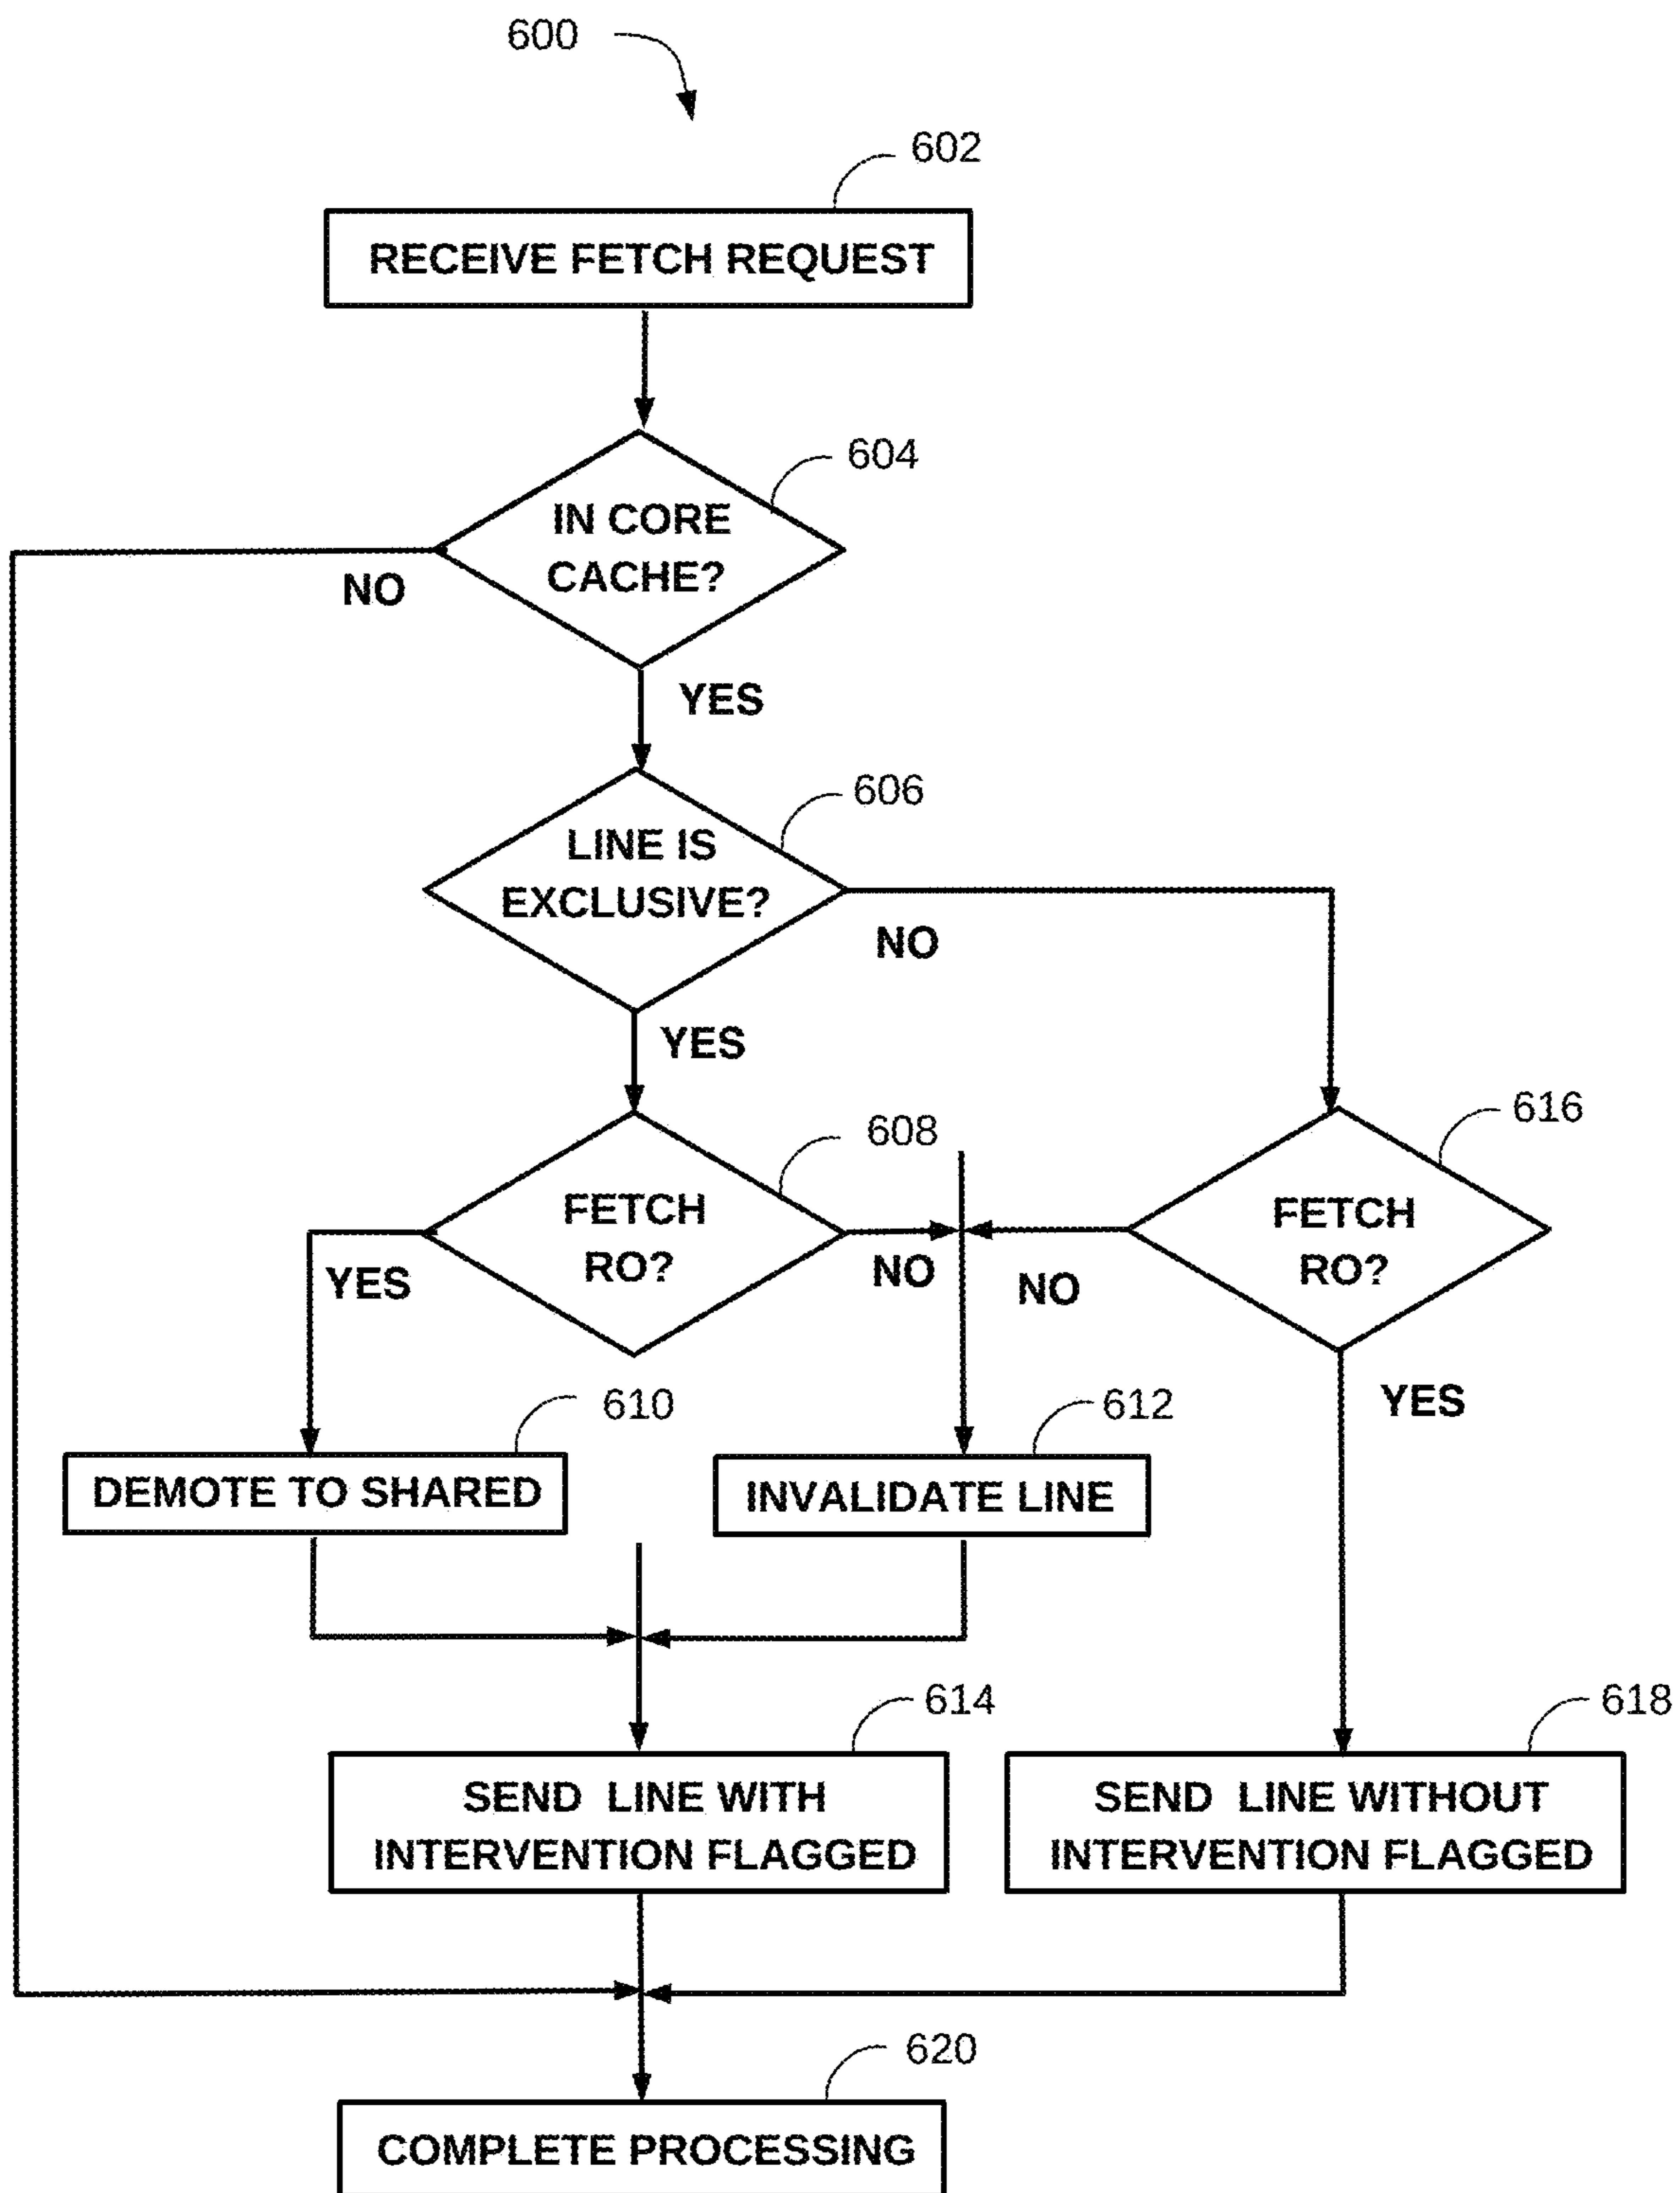 600
602
RECEIVE FETCH REQUEST
604
IN CORE
CACHE?
NO
YES
606
LINE IS
EXCLUSIVE?
NO
YES
608
616
FETCH
RO?
FETCH
RO?
YES
NO
NO
YES
610
612
DEMOTE TO SHARED
INVALIDATE LINE
614
618
SEND LINE WITH
INTERVENTION FLAGGED
SEND LINE WITHOUT
INTERVENTION FLAGGED
620
COMPLETE PROCESSING